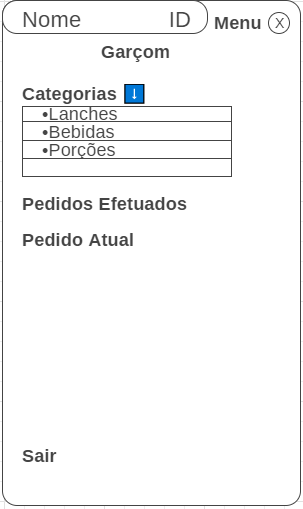 Nome ID Menu X
Garçom
Categorias ↓
•Lanches
•Bebidas
•Porções
Pedidos Efetuados
Pedido Atual
Sair